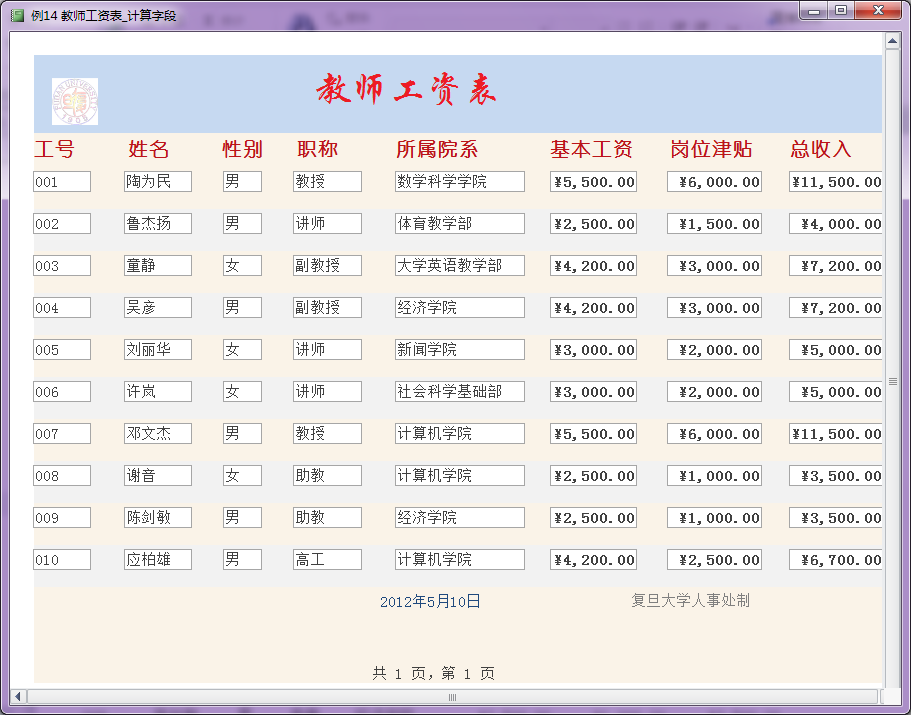 例14 教师工资表_计算字段
教师工资表
工号 姓名 性别 职称 所属院系 基本工资 岗位津贴 总收入
001 陶为民 男 教授 数学科学学院 ¥5,500.00 ¥6,000.00 ¥11,500.00
002 鲁杰扬 男 讲师 体育教学部 ¥2,500.00 ¥1,500.00 ¥4,000.00
003 童静 女 副教授 大学英语教学部 ¥4,200.00 ¥3,000.00 ¥7,200.00
004 吴彦 男 副教授 经济学院 ¥4,200.00 ¥3,000.00 ¥7,200.00
005 刘丽华 女 讲师 新闻学院 ¥3,000.00 ¥2,000.00 ¥5,000.00
006 许岚 女 讲师 社会科学基础部 ¥3,000.00 ¥2,000.00 ¥5,000.00
007 邓文杰 男 教授 计算机学院 ¥5,500.00 ¥6,000.00 ¥11,500.00
008 谢音 女 助教 计算机学院 ¥2,500.00 ¥1,000.00 ¥3,500.00
009 陈剑敏 男 助教 经济学院 ¥2,500.00 ¥1,000.00 ¥3,500.00
010 应柏雄 男 高工 计算机学院 ¥4,200.00 ¥2,500.00 ¥6,700.00
2012年5月10日 复旦大学人事处制
共 1 页，第 1 页